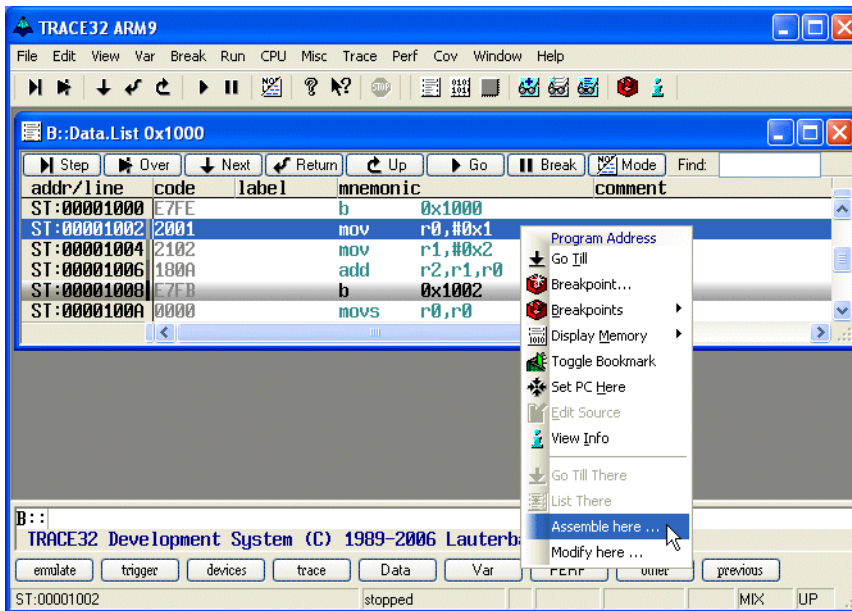 TRACE32 ARM9
File Edit View Var Break Run CPU Misc Trace Perf Cov Window Help
STOP
B::Data.List 0x1000
Step Over Next Return Up Go Break Mode Find:
addr/line code label mnemonic comment
ST:00001000 E7FE b 0x1000
ST:00001002 2001 mov r0,#0x1
ST:00001004 2102 mov r1,#0x2
ST:00001006 180A add r2,r1,r0
ST:00001008 E7FB b 0x1002
ST:0000100A 0000 movs r0,r0
Program Address
Go Till
Breakpoint...
Breakpoints
Display Memory
Toggle Bookmark
Set PC Here
Edit Source
View Info
Go Till There
List There
Assemble here ...
Modify here ...
B::
TRACE32 Development System (C) 1989-2006 Lauterb
emulate trigger devices trace Data Var PERF other previous
ST:00001002 stopped MIX UP